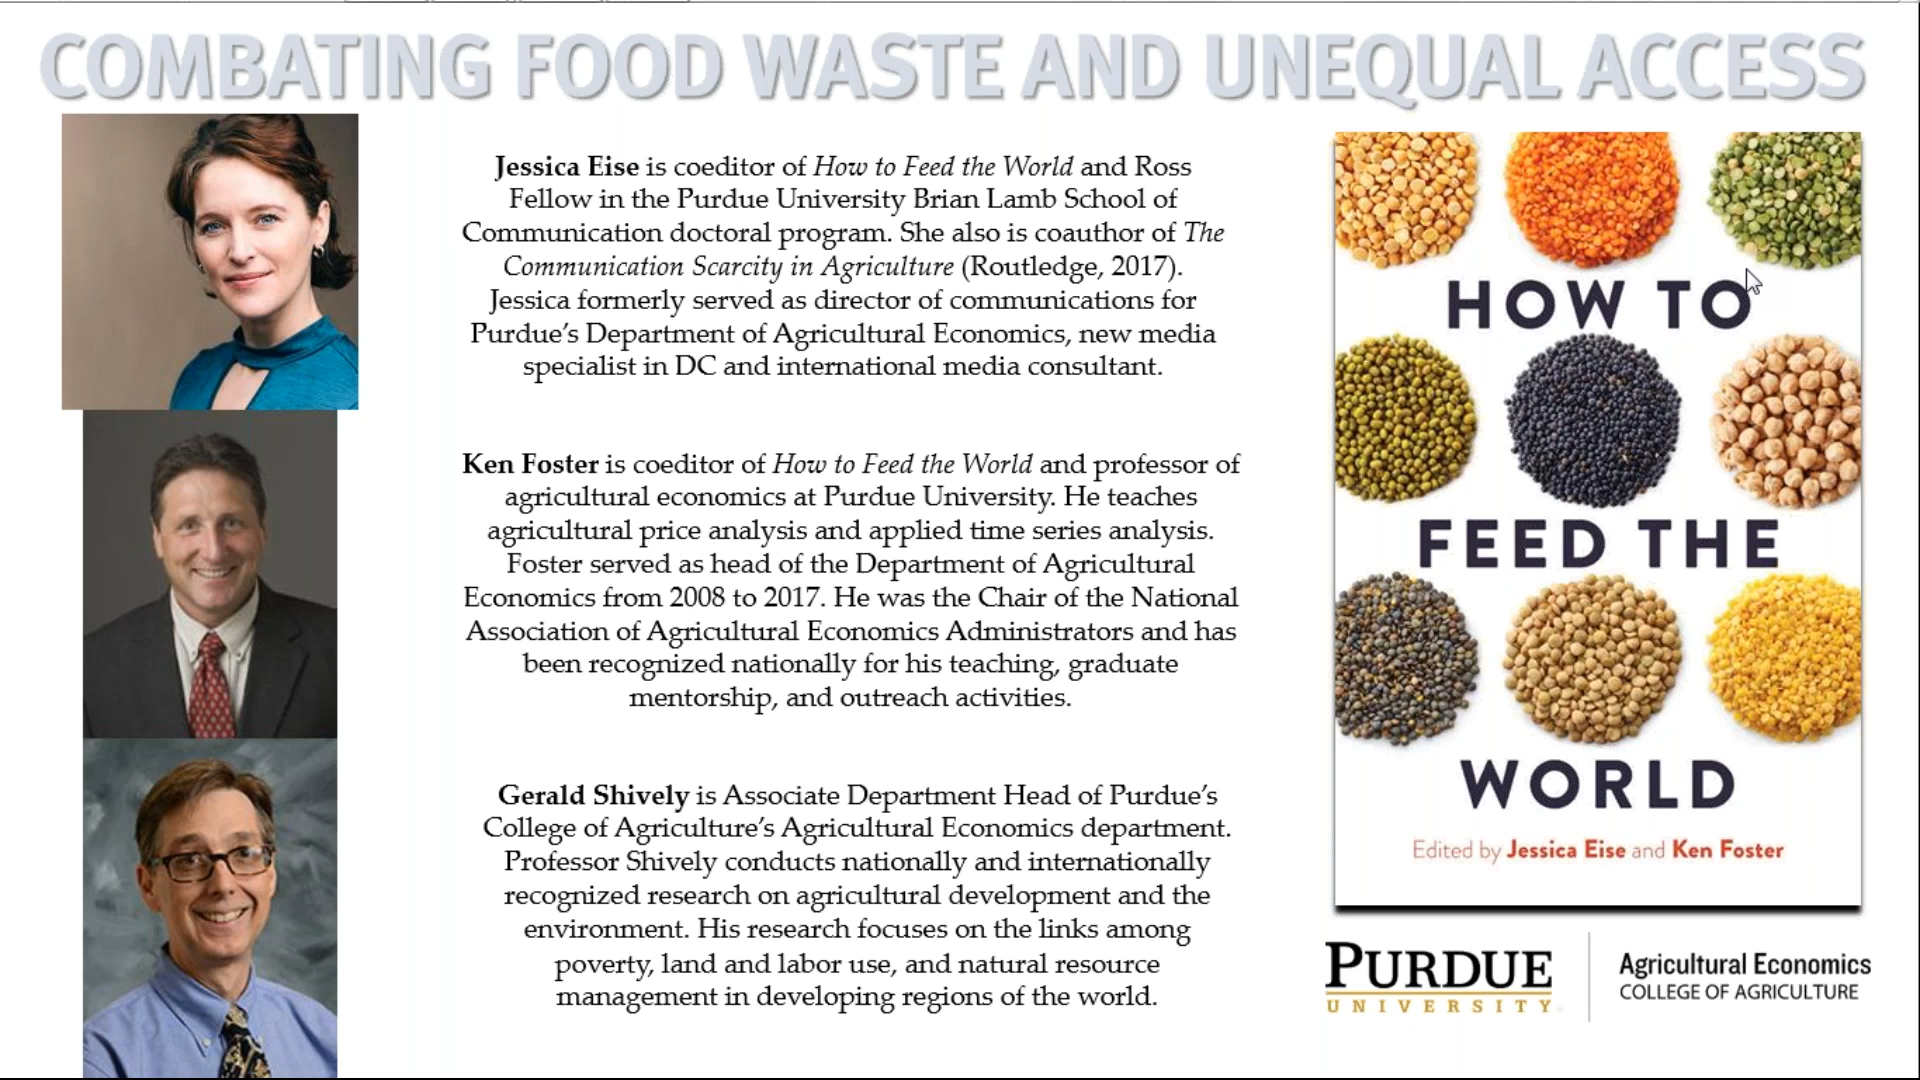 COMBATING FOOD WASTE AND UNEQUAL ACCESS
Jessica Eise is coeditor of How to Feed the World and Ross
Fellow in the Purdue University Brian Lamb School of
Communication doctoral program. She also is coauthor of The
Communication Scarcity in Agriculture (Routledge, 2017).
Jessica formerly served as director of communications for
Purdue’s Department of Agricultural Economics, new media
specialist in DC and international media consultant.
Ken Foster is coeditor of How to Feed the World and professor of
agricultural economics at Purdue University. He teaches
agricultural price analysis and applied time series analysis.
Foster served as head of the Department of Agricultural
Economics from 2008 to 2017. He was the Chair of the National
Association of Agricultural Economics Administrators and has
been recognized nationally for his teaching, graduate
mentorship, and outreach activities.
Gerald Shively is Associate Department Head of Purdue’s
College of Agriculture’s Agricultural Economics department.
Professor Shively conducts nationally and internationally
recognized research on agricultural development and the
environment. His research focuses on the links among
poverty, land and labor use, and natural resource
management in developing regions of the world.
HOW TO
FEED THE
WORLD
Edited by Jessica Eise and Ken Foster
PURDUE
UNIVERSITY
Agricultural Economics
COLLEGE OF AGRICULTURE